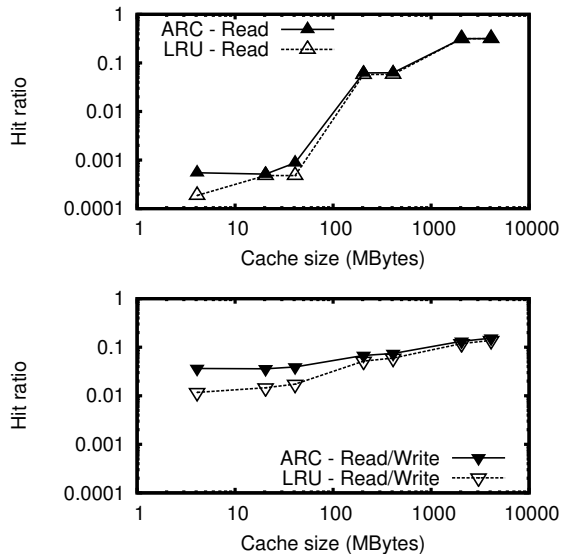 1
ARC - Read
LRU - Read
0.1
0.01
0.001
0.0001
Hit ratio
1 10 100 1000 10000
Cache size (MBytes)
1
0.1
0.01
0.001
0.0001
Hit ratio
ARC - Read/Write
LRU - Read/Write
1 10 100 1000 10000
Cache size (MBytes)